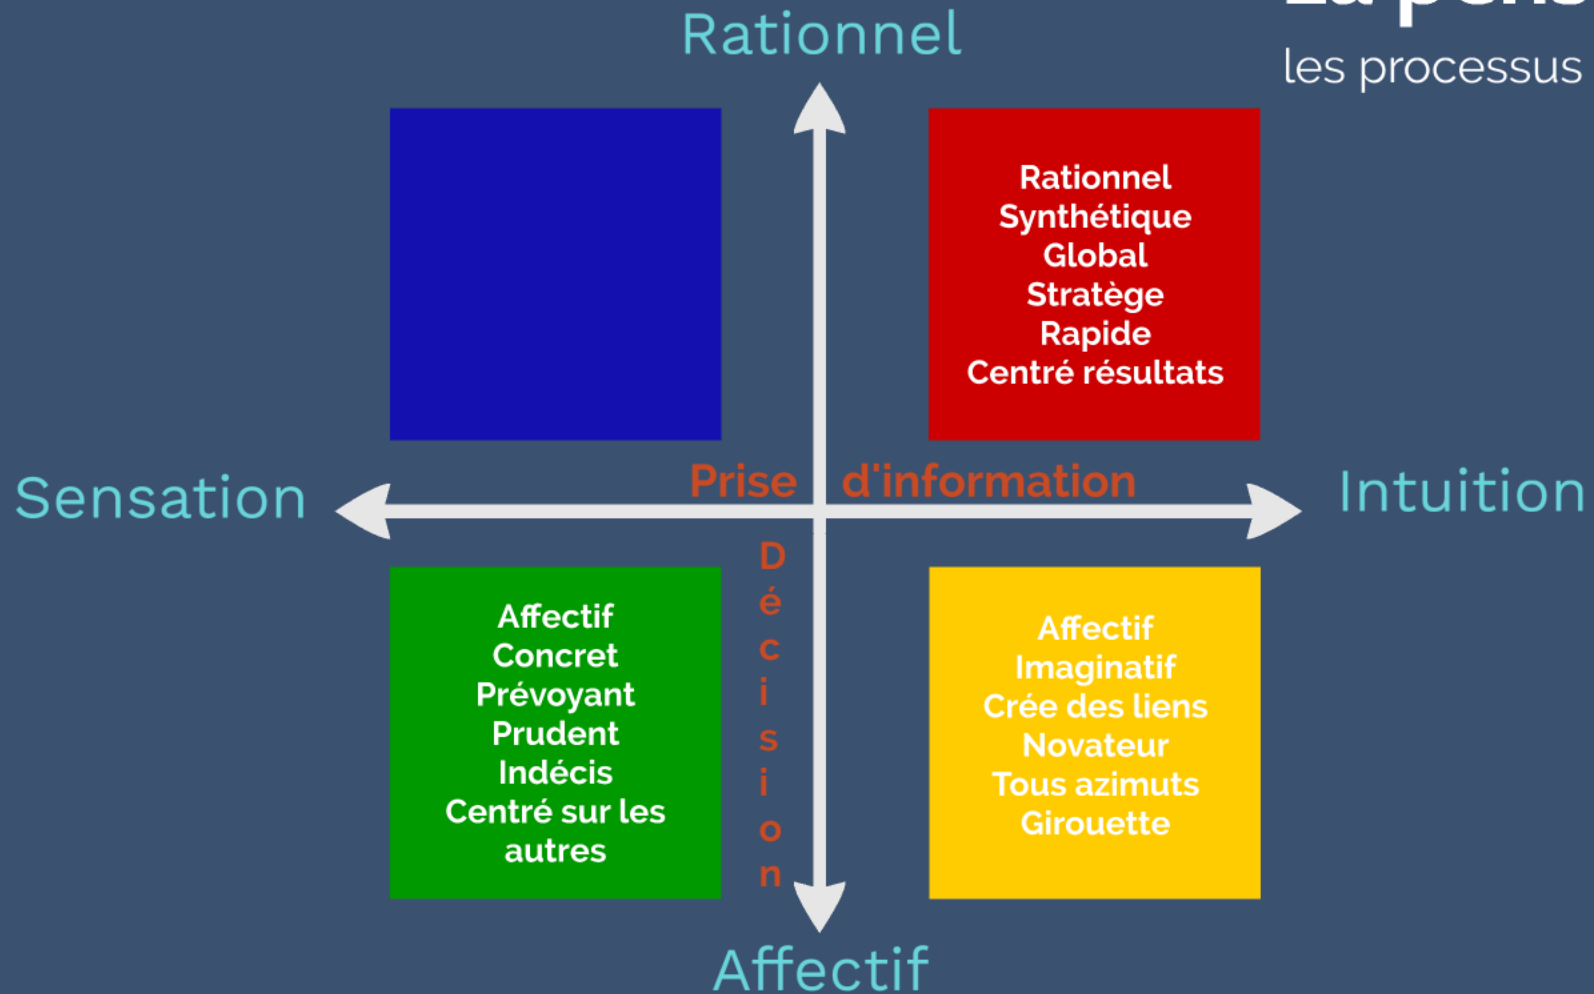 Rationnel
les processus
Rationnel
Synthétique
Global
Stratège
Rapide
Centré résultats
Prise d'information
Sensation
Intuition
Décision
Affectif
Concret
Prévoyant
Prudent
Indécis
Centré sur les
autres
Affectif
Imaginatif
Crée des liens
Novateur
Tous azimuts
Girouette
Affectif